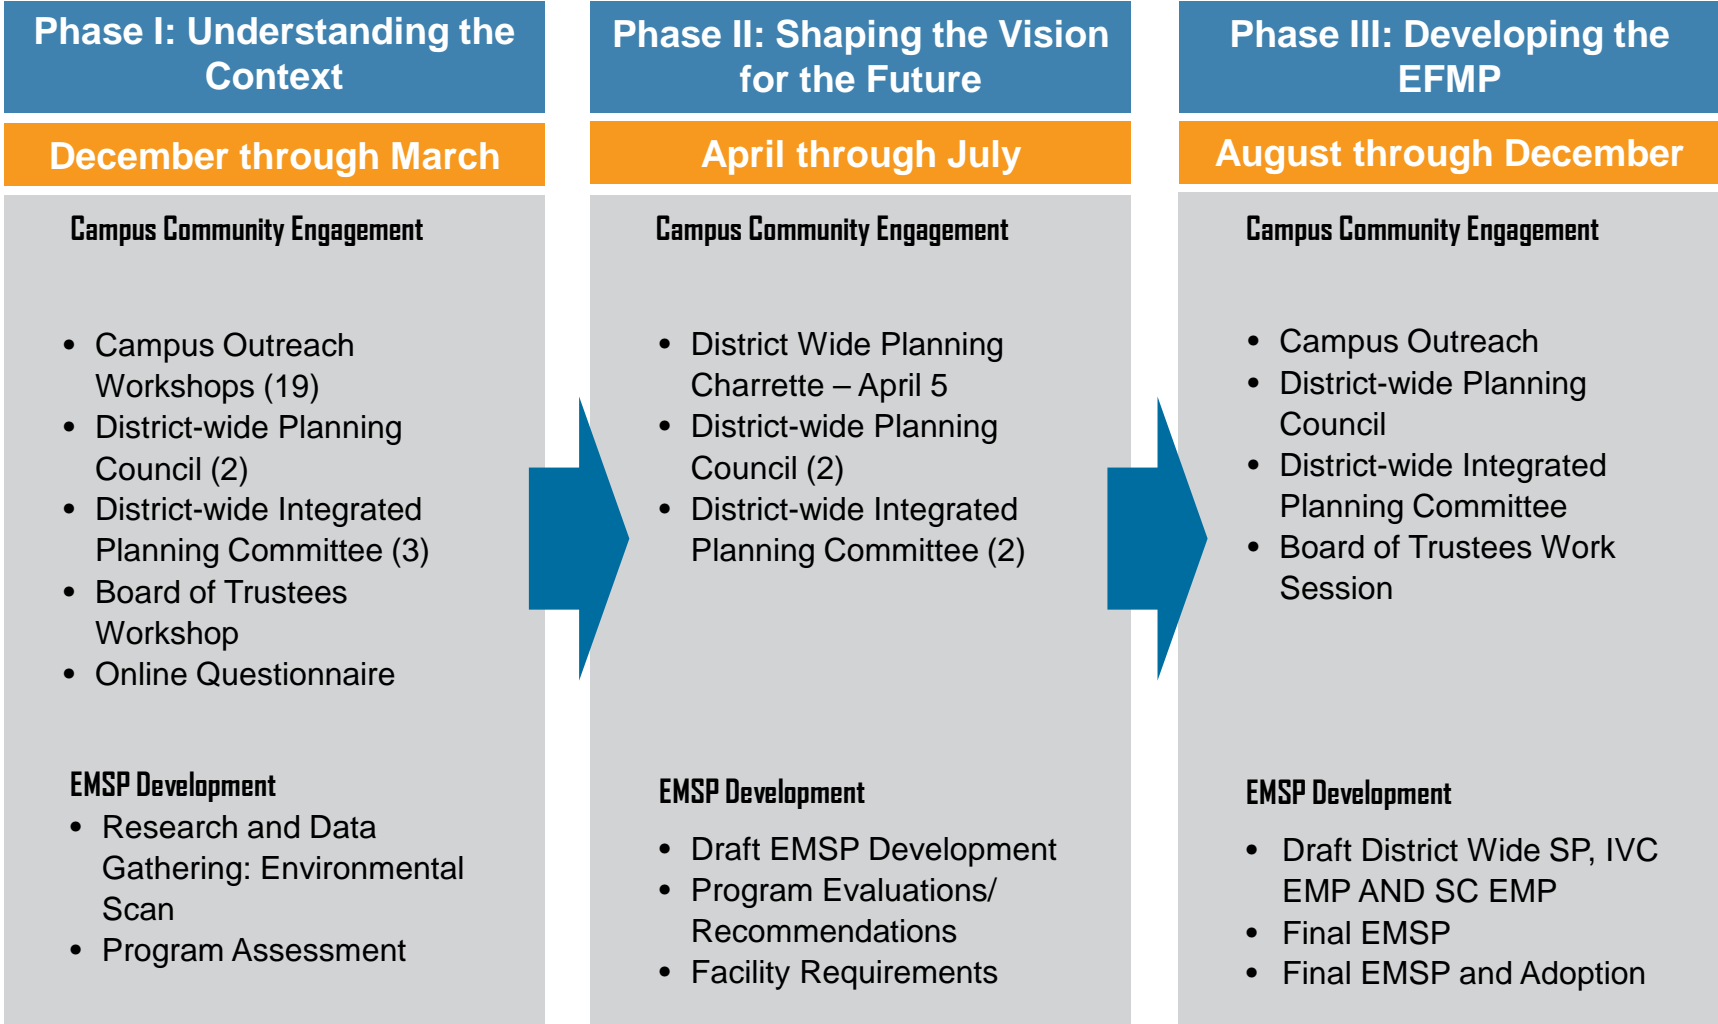 Phase I: Understanding the
Context
December through March
Campus Community Engagement
• Campus Outreach
Workshops (19)
• District-wide Planning
Council (2)
• District-wide Integrated
Planning Committee (3)
• Board of Trustees
Workshop
• Online Questionnaire
EMSP Development
• Research and Data
Gathering: Environmental
Scan
• Program Assessment
Phase II: Shaping the Vision
for the Future
April through July
Campus Community Engagement
• District Wide Planning
Charrette – April 5
• District-wide Planning
Council (2)
• District-wide Integrated
Planning Committee (2)
EMSP Development
• Draft EMSP Development
• Program Evaluations/
Recommendations
• Facility Requirements
Phase III: Developing the
EFMP
August through December
Campus Community Engagement
• Campus Outreach
• District-wide Planning
Council
• District-wide Integrated
Planning Committee
• Board of Trustees Work
Session
EMSP Development
• Draft District Wide SP, IVC
EMP AND SC EMP
• Final EMSP
• Final EMSP and Adoption